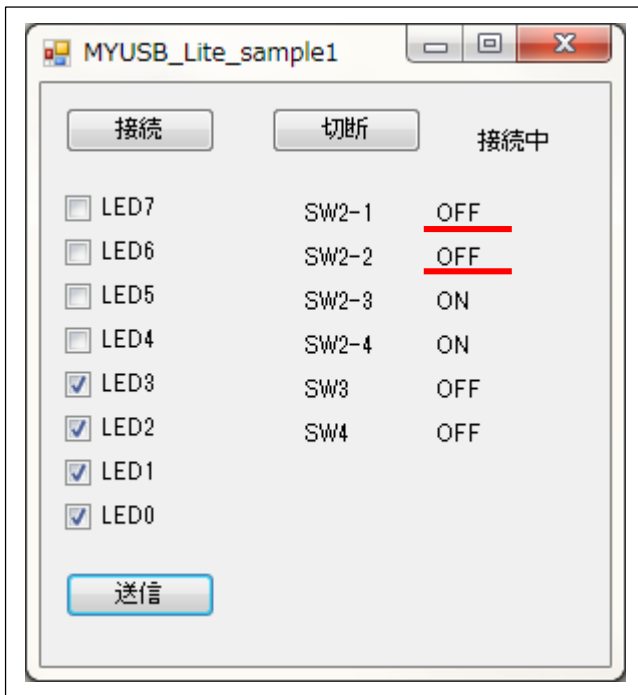 MYUSB_Lite_sample1
接続 切断 接続中
LED7 SW2-1 OFF
LED6 SW2-2 OFF
LED5 SW2-3 ON
LED4 SW2-4 ON
LED3 SW3 OFF
LED2 SW4 OFF
LED1
LED0
送信